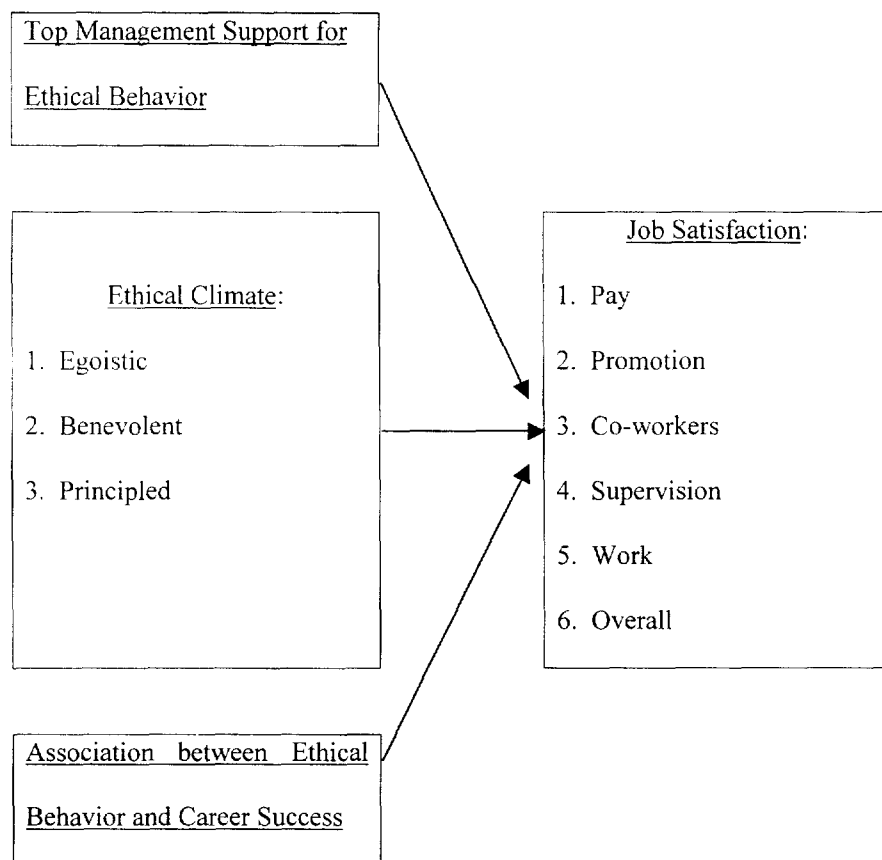 Top Management Support for
Ethical Behavior
Ethical Climate:
1. Egoistic
2. Benevolent
3. Principled
Association between Ethical
Behavior and Career Success
Job Satisfaction:
1. Pay
2. Promotion
3. Co-workers
4. Supervision
5. Work
6. Overall